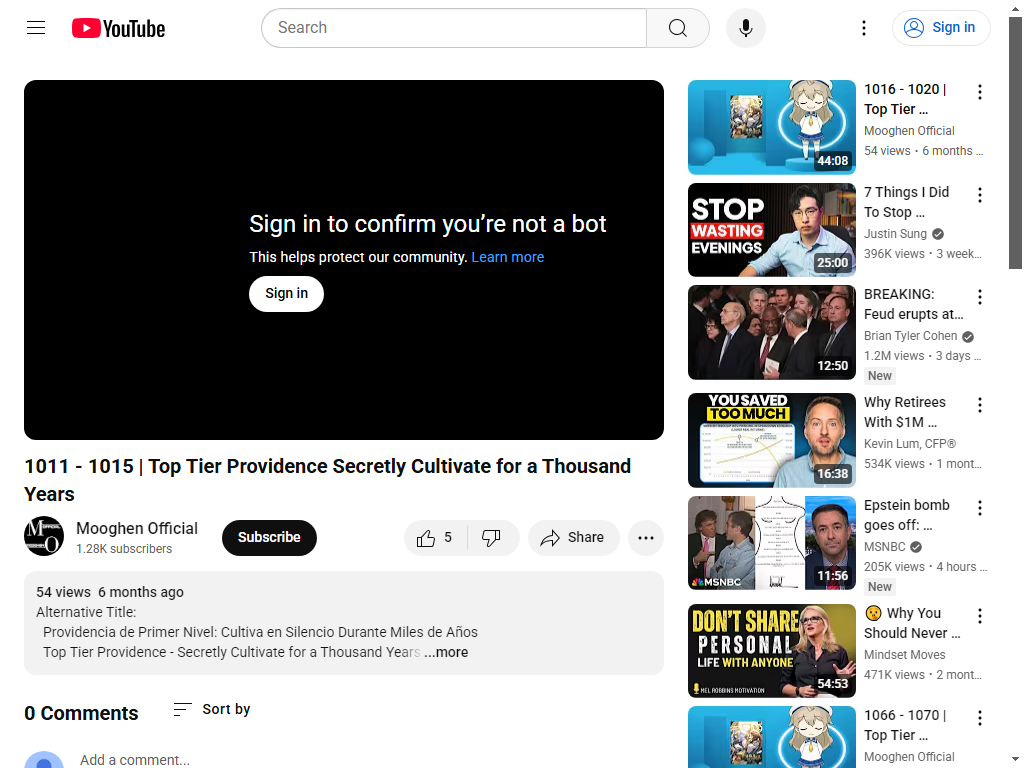 YouTube
Search
Sign in
Sign in to confirm you’re not a bot
This helps protect our community. Learn more
Sign in
1011 - 1015 | Top Tier Providence Secretly Cultivate for a Thousand
Years
Mooghen Official
1.28K subscribers
Subscribe
5
Share
54 views 6 months ago
Alternative Title:
Providencia de Primer Nivel: Cultiva en Silencio Durante Miles de Años
Top Tier Providence - Secretly Cultivate for a Thousand Years ...more
0 Comments
Sort by
Add a comment...
44:08
1016 - 1020 |
Top Tier ...
Mooghen Official
54 views • 6 months ...
STOP
WASTING
EVENINGS
25:00
7 Things I Did
To Stop ...
Justin Sung
396K views • 3 week...
12:50
BREAKING:
Feud erupts at...
Brian Tyler Cohen
1.2M views • 3 days ...
New
YOU SAVED
TOO MUCH
16:38
Why Retirees
With $1M ...
Kevin Lum, CFP®
534K views • 1 mont...
MSNBC
11:56
Epstein bomb
goes off: ...
MSNBC
205K views • 4 hours ...
New
DON'T SHARE
PERSONAL
LIFE WITH ANYONE
MEL ROBBINS MOTIVATION
54:53
😯 Why You
Should Never ...
Mindset Moves
471K views • 2 mont...
1066 - 1070 |
Top Tier ...
Mooghen Official